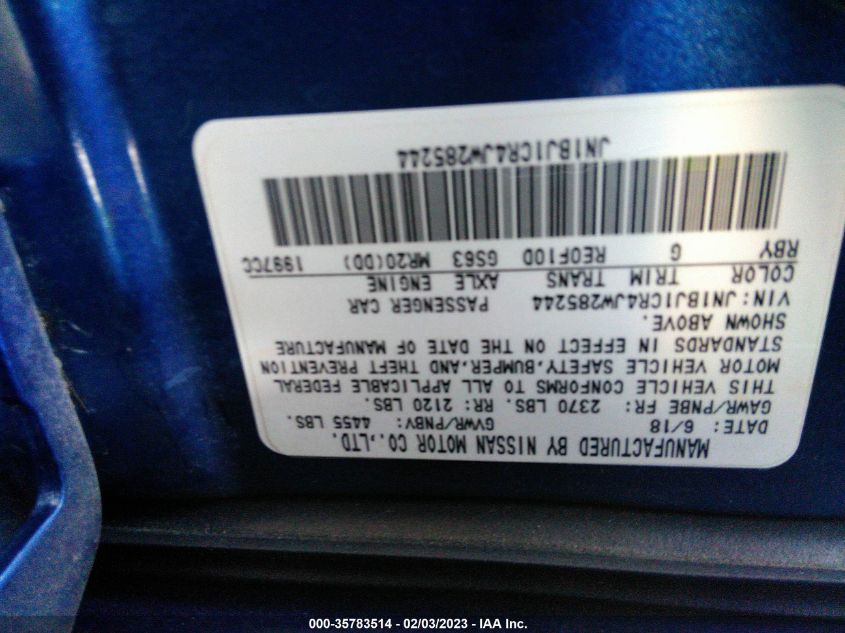 MANUFACTURED BY NISSAN MOTOR CO.,LTD.
DATE: 6/18 GVWR/PNBV: 4455 LBS.
GAWR/PNBE FR: 2370 LBS. RR: 2120 LBS.
THIS VEHICLE CONFORMS TO ALL APPLICABLE FEDERAL
MOTOR VEHICLE SAFETY,BUMPER,AND THEFT PREVENTION
STANDARDS IN EFFECT ON THE DATE OF MANUFACTURE
SHOWN ABOVE.
VIN:JN1BJ1CR4JW285244 PASSENGER CAR
COLOR TRIM TRANS AXLE ENGINE
RBY G RE0F10D GS63 MR20(DD) 1997CC
JN1BJ1CR4JW285244
000-35783514 - 02/03/2023 - IAA Inc.